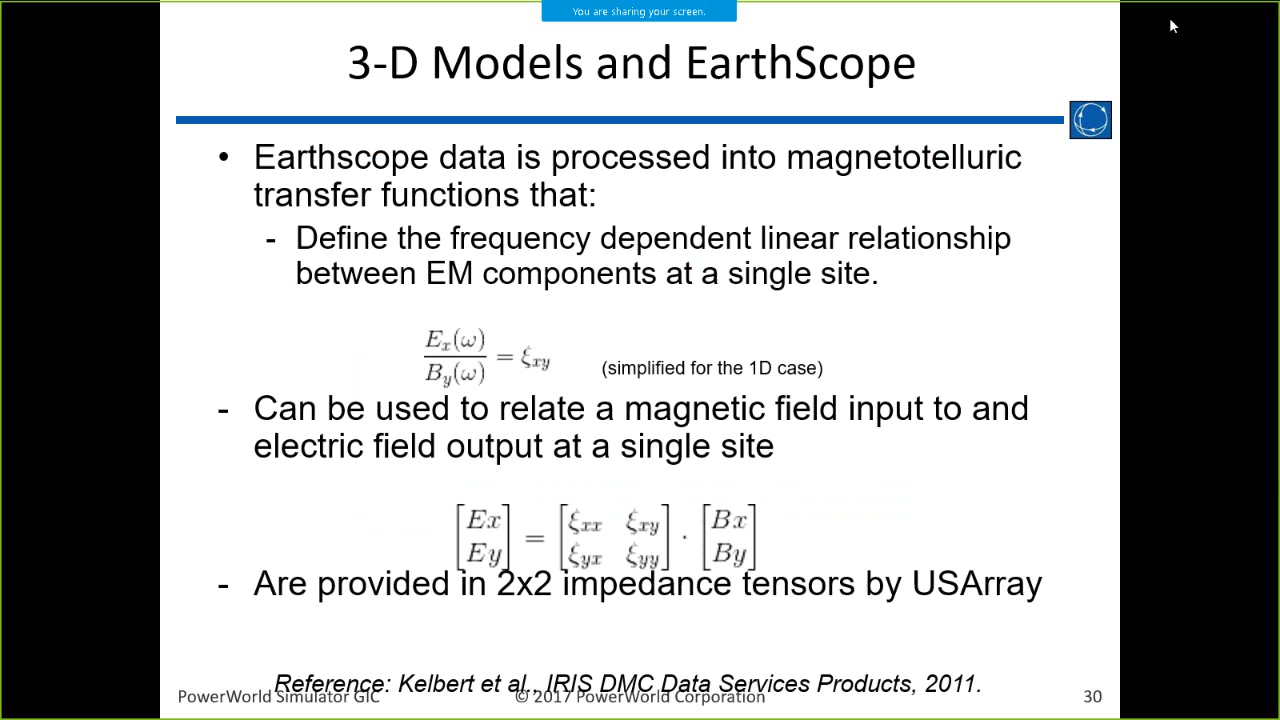 You are sharing your screen.
3-D Models and EarthScope
• Earthscope data is processed into magnetotelluric
transfer functions that:
- Define the frequency dependent linear relationship
between EM components at a single site.
Ex(ω)
By(ω)
= ξxy
(simplified for the 1D case)
- Can be used to relate a magnetic field input to and
electric field output at a single site
[Ex] = [ξxx ξxy] · [Bx]
[Ey] [ξyx ξyy] [By]
- Are provided in 2x2 impedance tensors by USArray
Reference: Kelbert et al., IRIS DMC Data Services Products, 2011.
PowerWorld Simulator GIC © 2017 PowerWorld Corporation 30